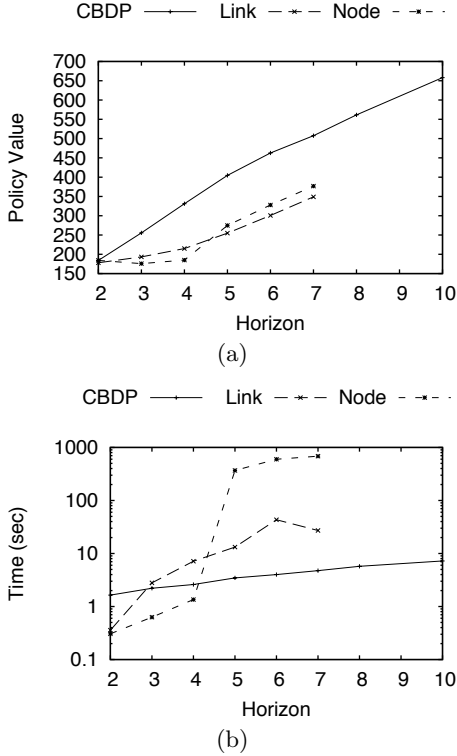 CBDP Link Node
700
650
600
550
500
450
400
350
300
250
200
150
Policy Value
2 3 4 5 6 7 8 9 10
Horizon
(a)
CBDP Link Node
1000
100
10
1
0.1
Time (sec)
2 3 4 5 6 7 8 9 10
Horizon
(b)